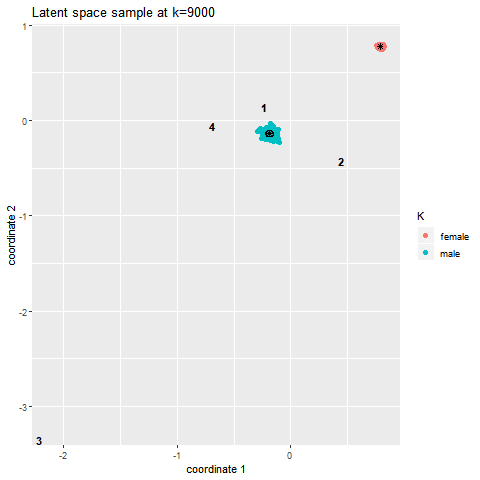 Latent space sample at k=9000
1
0
-1
-2
-3
coordinate 2
1
4
2
3
-2
-1
0
coordinate 1
K
female
male